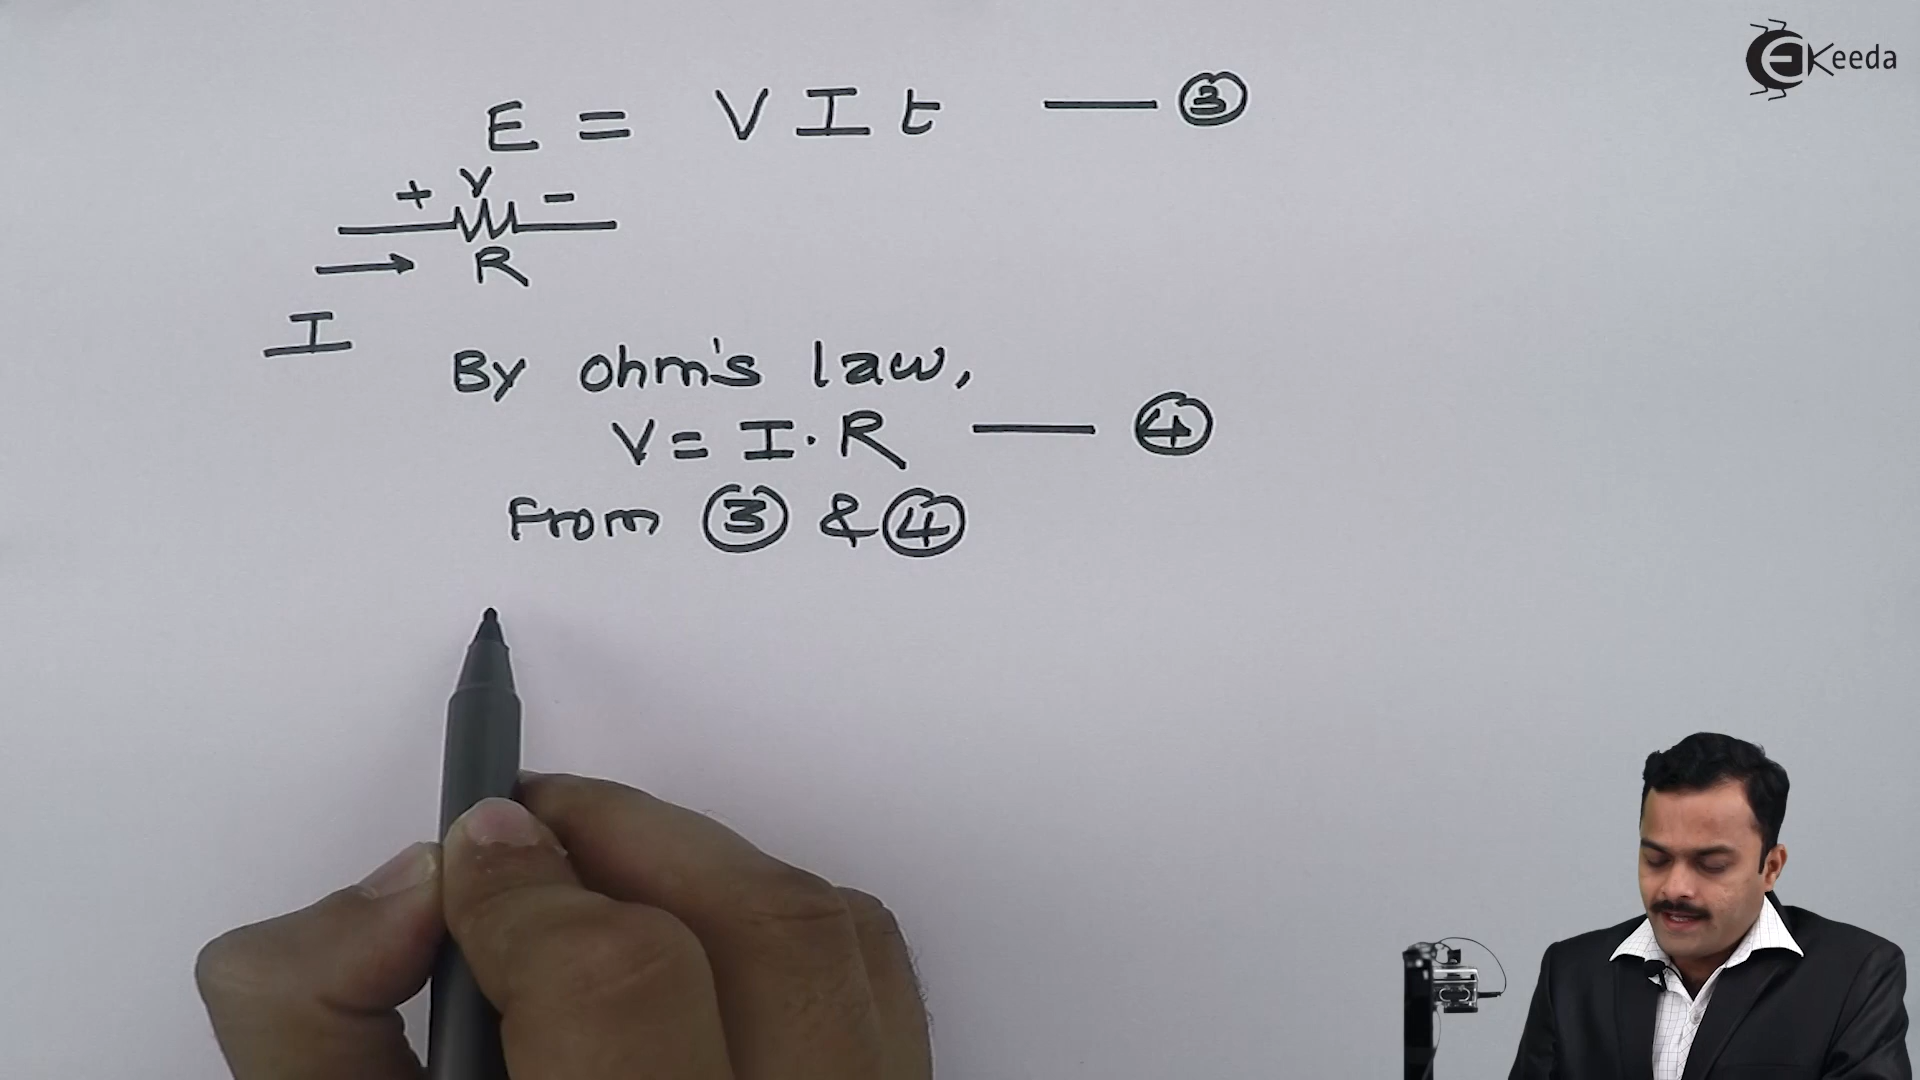 EKeeda
E = V I t — ③
+ V -
R
I
By ohm's law,
V = I · R — ④
From ③ & ④